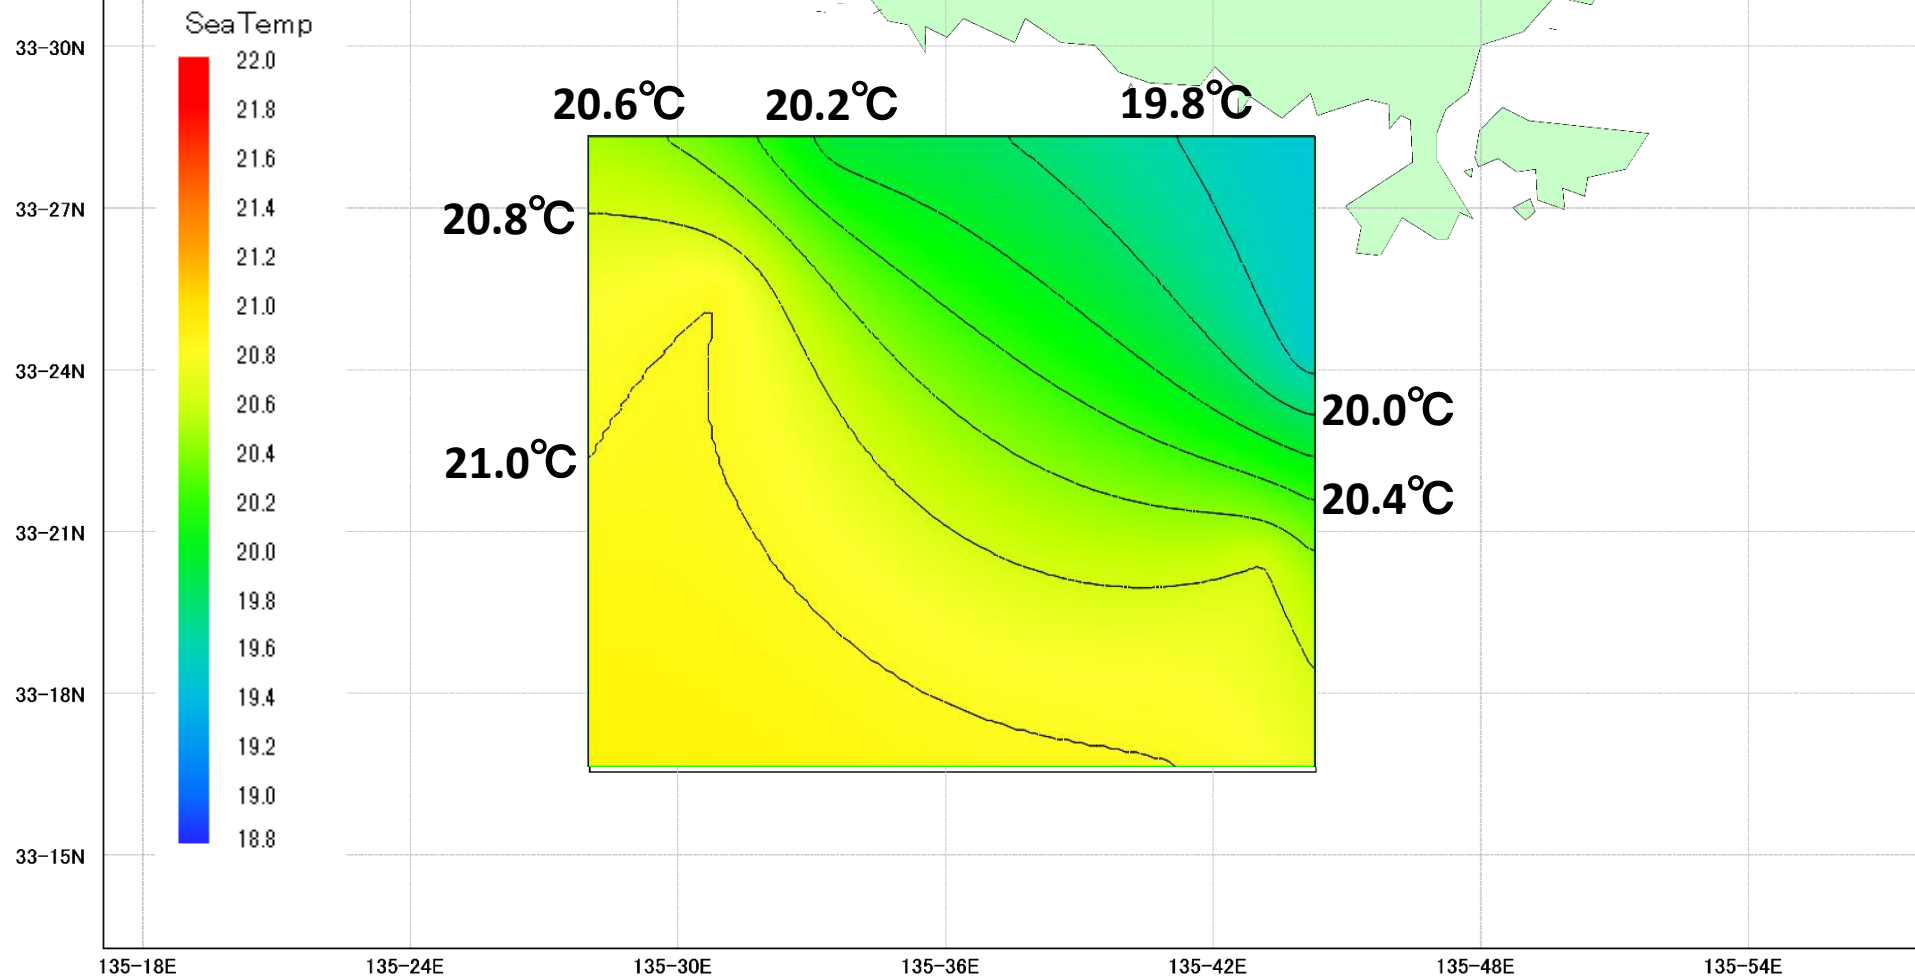 SeaTemp
22.0
21.8
21.6
21.4
21.2
21.0
20.8
20.6
20.4
20.2
20.0
19.8
19.6
19.4
19.2
19.0
18.8
33-30N
33-27N
33-24N
33-21N
33-18N
33-15N
20.6℃
20.2℃
19.8℃
20.8℃
21.0℃
20.0℃
20.4℃
135-18E
135-24E
135-30E
135-36E
135-42E
135-48E
135-54E